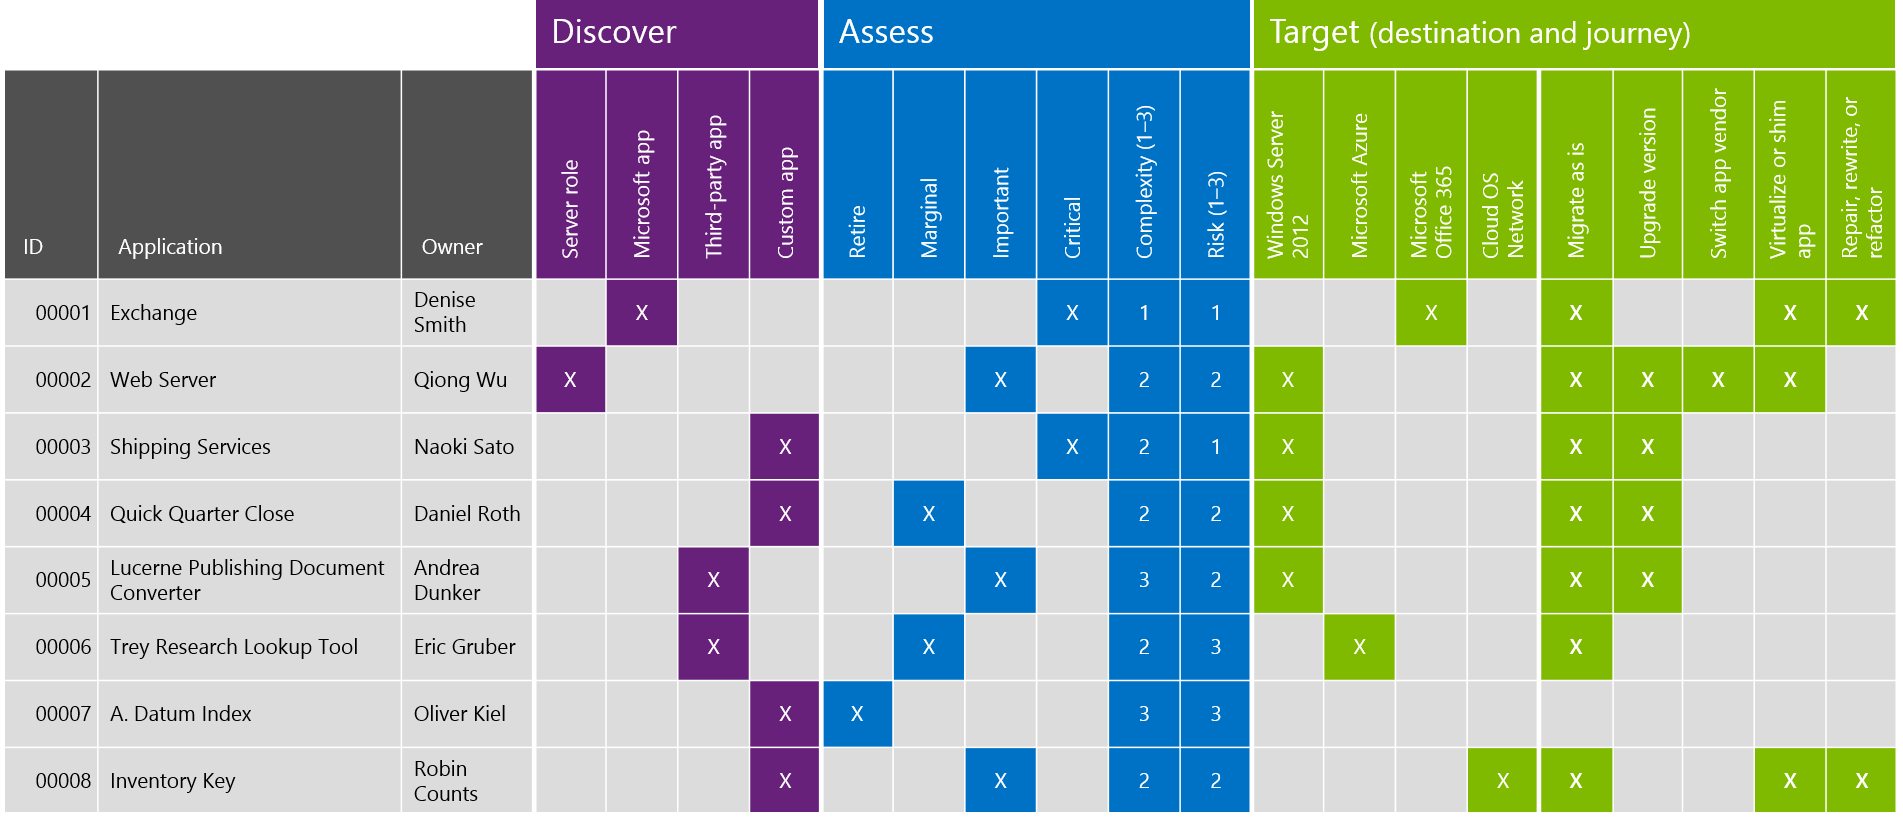 Discover Assess Target (destination and journey)
ID Application Owner Server role Microsoft app Third-party app Custom app Retire Marginal Important Critical Complexity (1–3) Risk (1–3) Windows Server 2012 Microsoft Azure Microsoft Office 365 Cloud OS Network Migrate as is Upgrade version Switch app vendor Virtualize or shim app Repair, rewrite, or refactor
00001 Exchange Denise Smith X X 1 1 X X X X
00002 Web Server Qiong Wu X X 2 2 X X X X X
00003 Shipping Services Naoki Sato X X 2 1 X X X
00004 Quick Quarter Close Daniel Roth X X 2 2 X X X
00005 Lucerne Publishing Document Converter Andrea Dunker X X 3 2 X X X
00006 Trey Research Lookup Tool Eric Gruber X X 2 3 X X
00007 A. Datum Index Oliver Kiel X X 3 3
00008 Inventory Key Robin Counts X X 2 2 X X X X